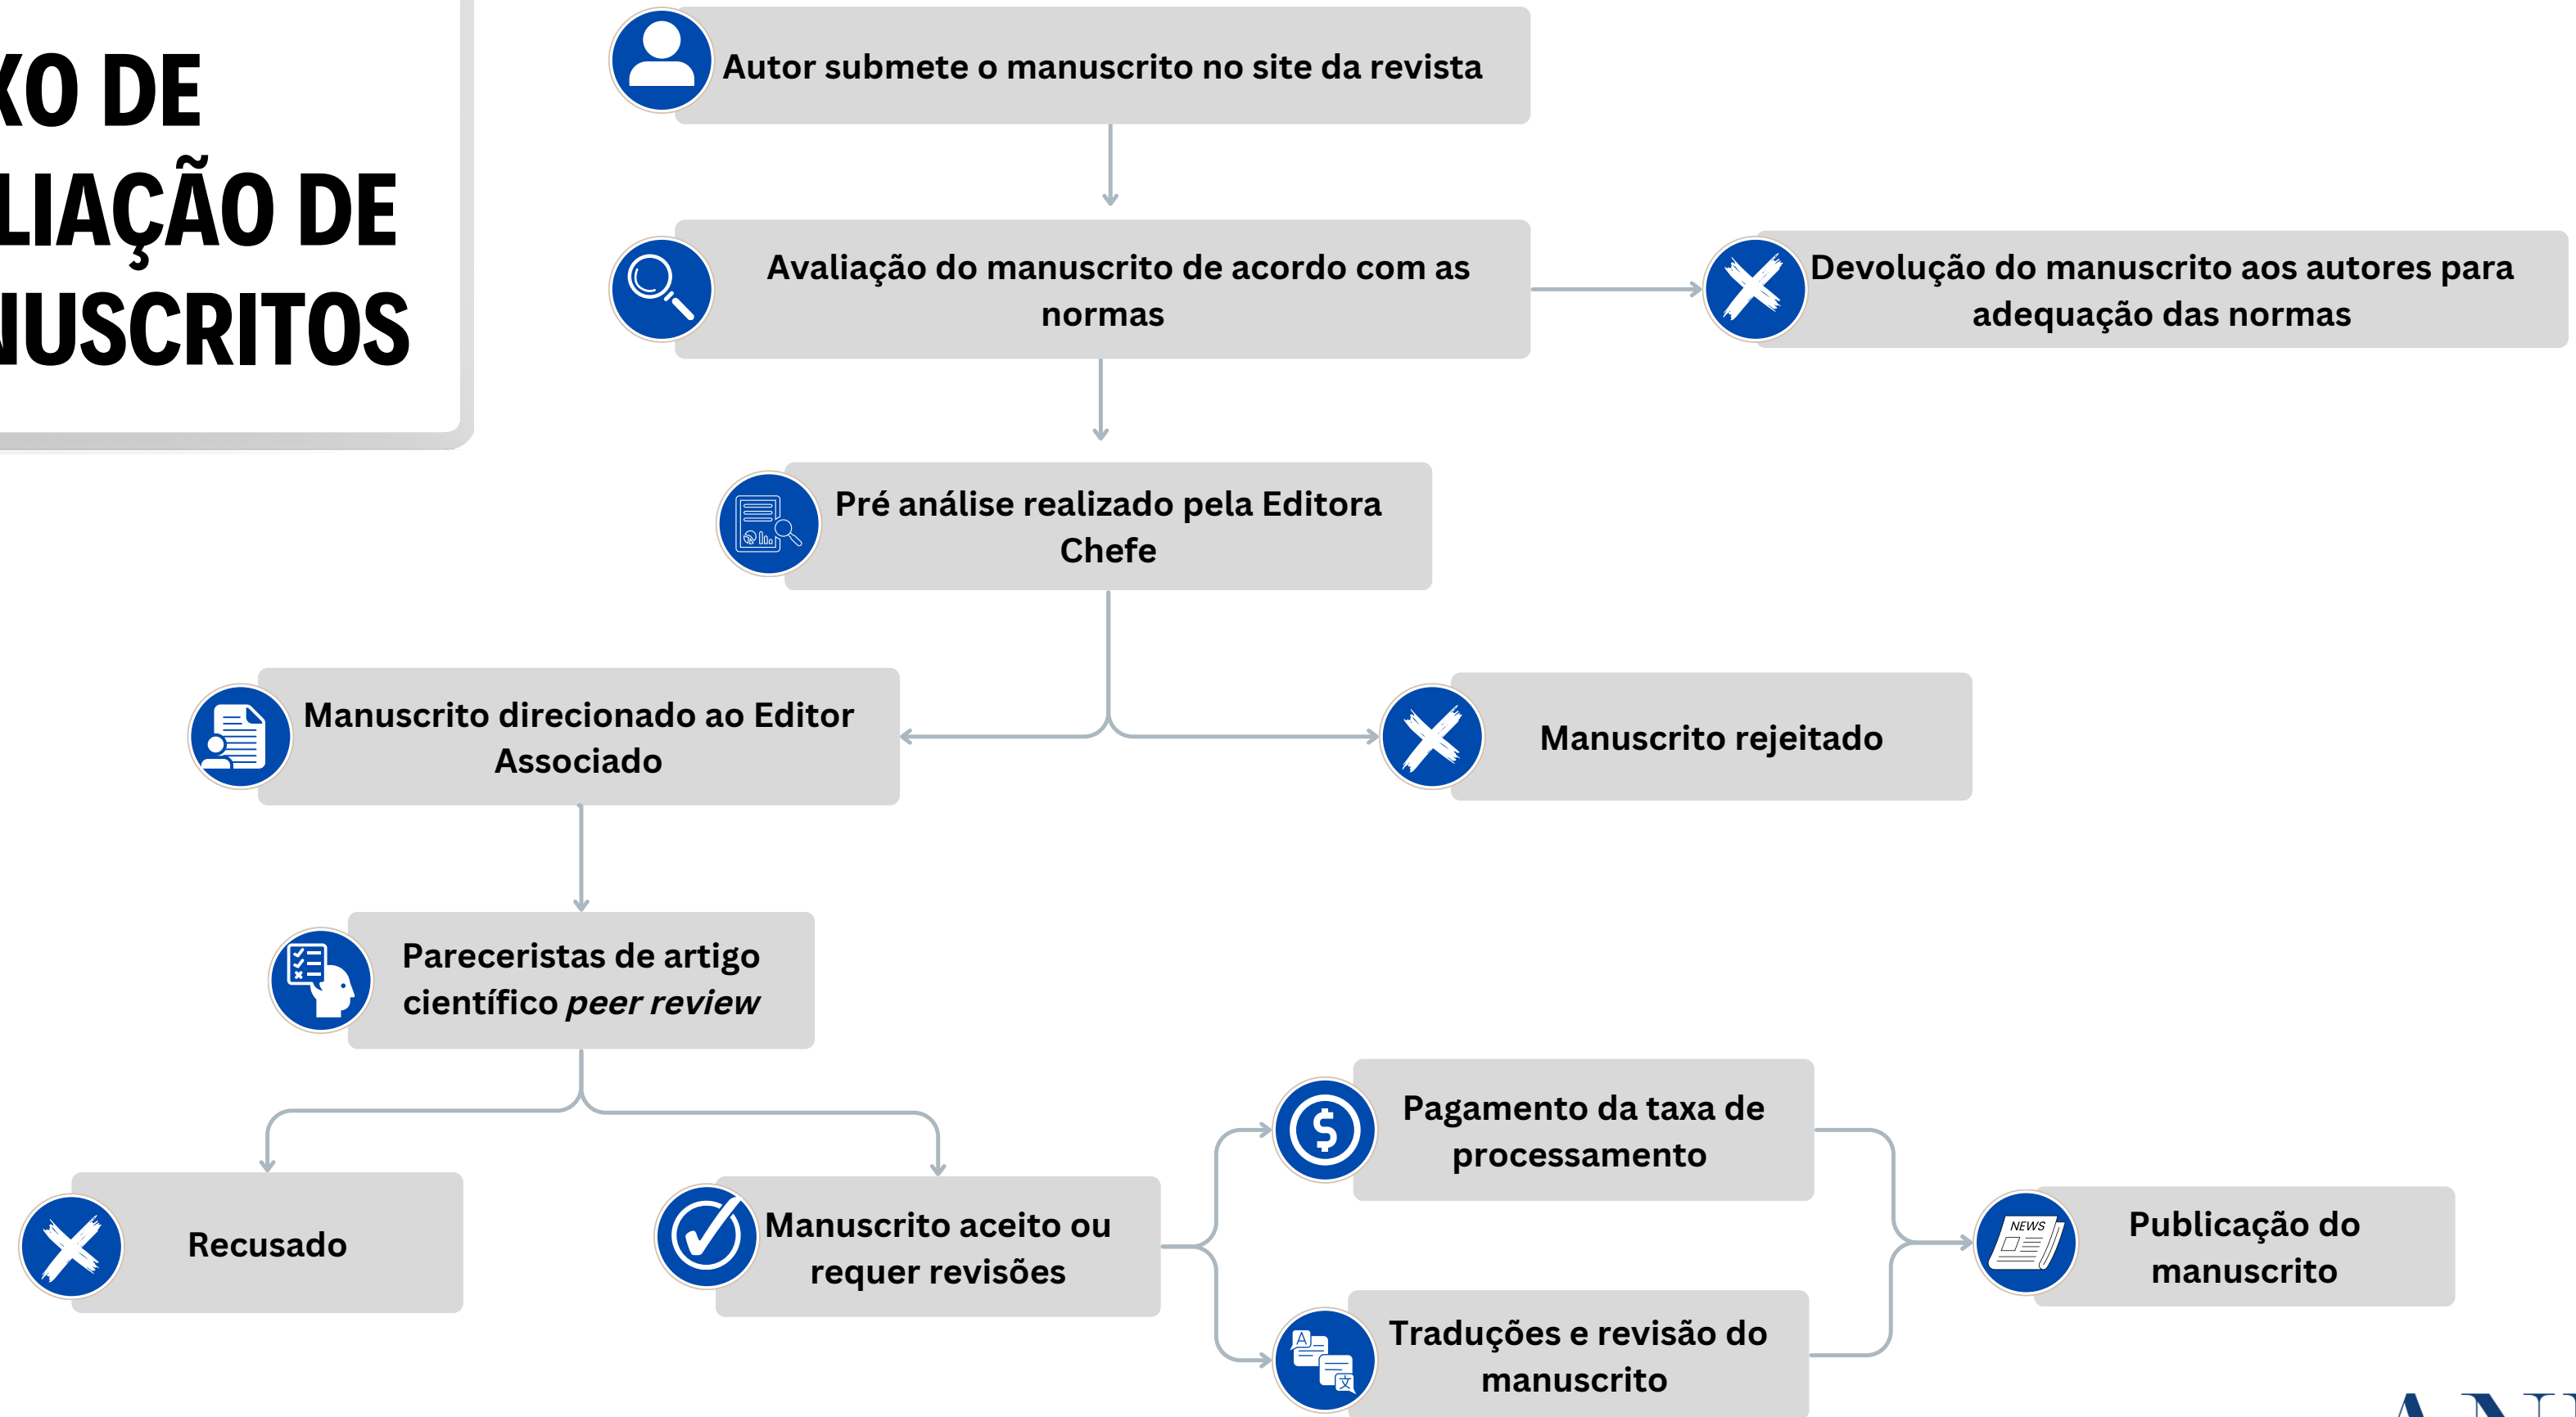 XO DE
LIAÇÃO DE
NUSCRITOS
Autor submete o manuscrito no site da revista
Avaliação do manuscrito de acordo com as
normas
Devolução do manuscrito aos autores para
adequação das normas
Pré análise realizado pela Editora
Chefe
Manuscrito direcionado ao Editor
Associado
Manuscrito rejeitado
Pareceristas de artigo
científico peer review
Recusado
Manuscrito aceito ou
requer revisões
Pagamento da taxa de
processamento
Traduções e revisão do
manuscrito
A
文
NEWS
Publicação do
manuscrito